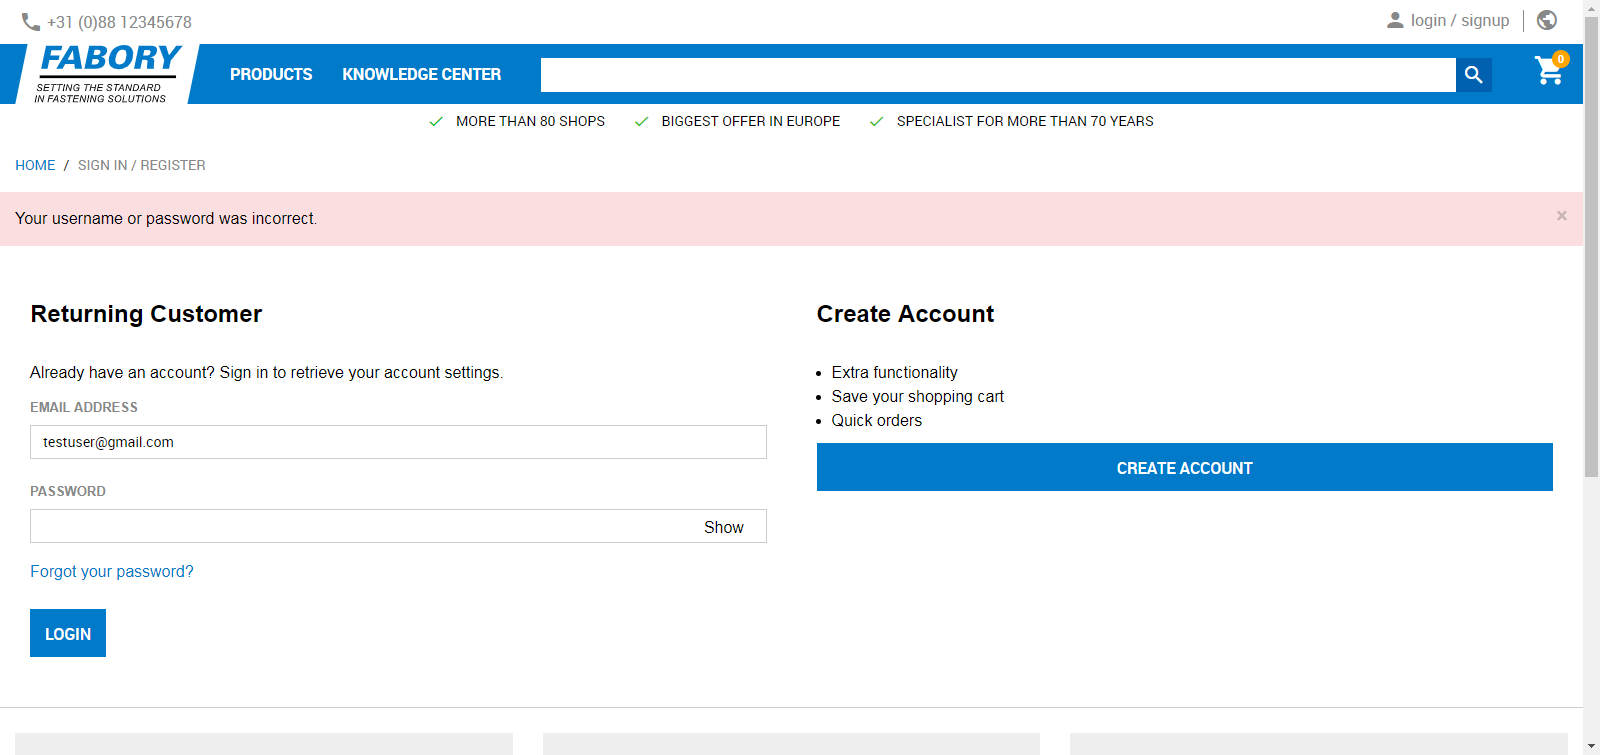 +31 (0)88 12345678
login / signup
FABORY
SETTING THE STANDARD
IN FASTENING SOLUTIONS
PRODUCTS
KNOWLEDGE CENTER
0
MORE THAN 80 SHOPS
BIGGEST OFFER IN EUROPE
SPECIALIST FOR MORE THAN 70 YEARS
HOME / SIGN IN / REGISTER
Your username or password was incorrect.
×
Returning Customer
Already have an account? Sign in to retrieve your account settings.
EMAIL ADDRESS
testuser@gmail.com
PASSWORD
Show
Forgot your password?
LOGIN
Create Account
• Extra functionality
• Save your shopping cart
• Quick orders
CREATE ACCOUNT